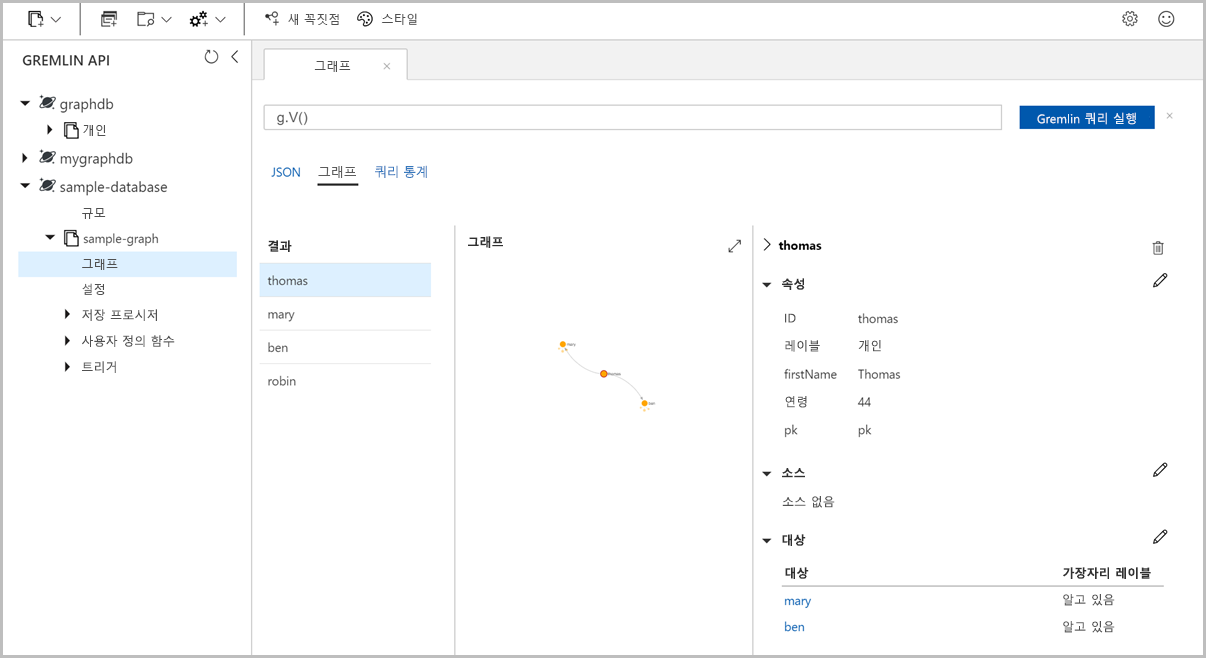 새 꼭짓점
스타일
GREMLIN API
graphdb
개인
mygraphdb
sample-database
규모
sample-graph
그래프
설정
저장 프로시저
사용자 정의 함수
트리거
그래프
g.V()
Gremlin 쿼리 실행
JSON
그래프
쿼리 통계
결과
thomas
mary
ben
robin
그래프
mary
thomas
ben
thomas
속성
ID thomas
레이블 개인
firstName Thomas
연령 44
pk pk
소스
소스 없음
대상
대상 가장자리 레이블
mary 알고 있음
ben 알고 있음